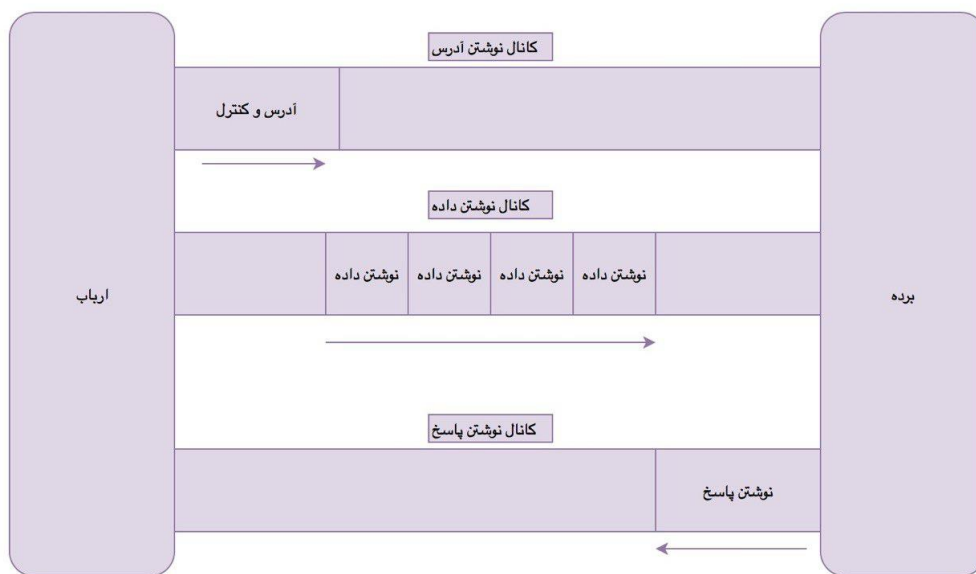 کانال نوشتن آدرس
آدرس و کنترل
کانال نوشتن داده
نوشتن داده
نوشتن داده
نوشتن داده
نوشتن داده
ارباب
برده
کانال نوشتن پاسخ
نوشتن پاسخ